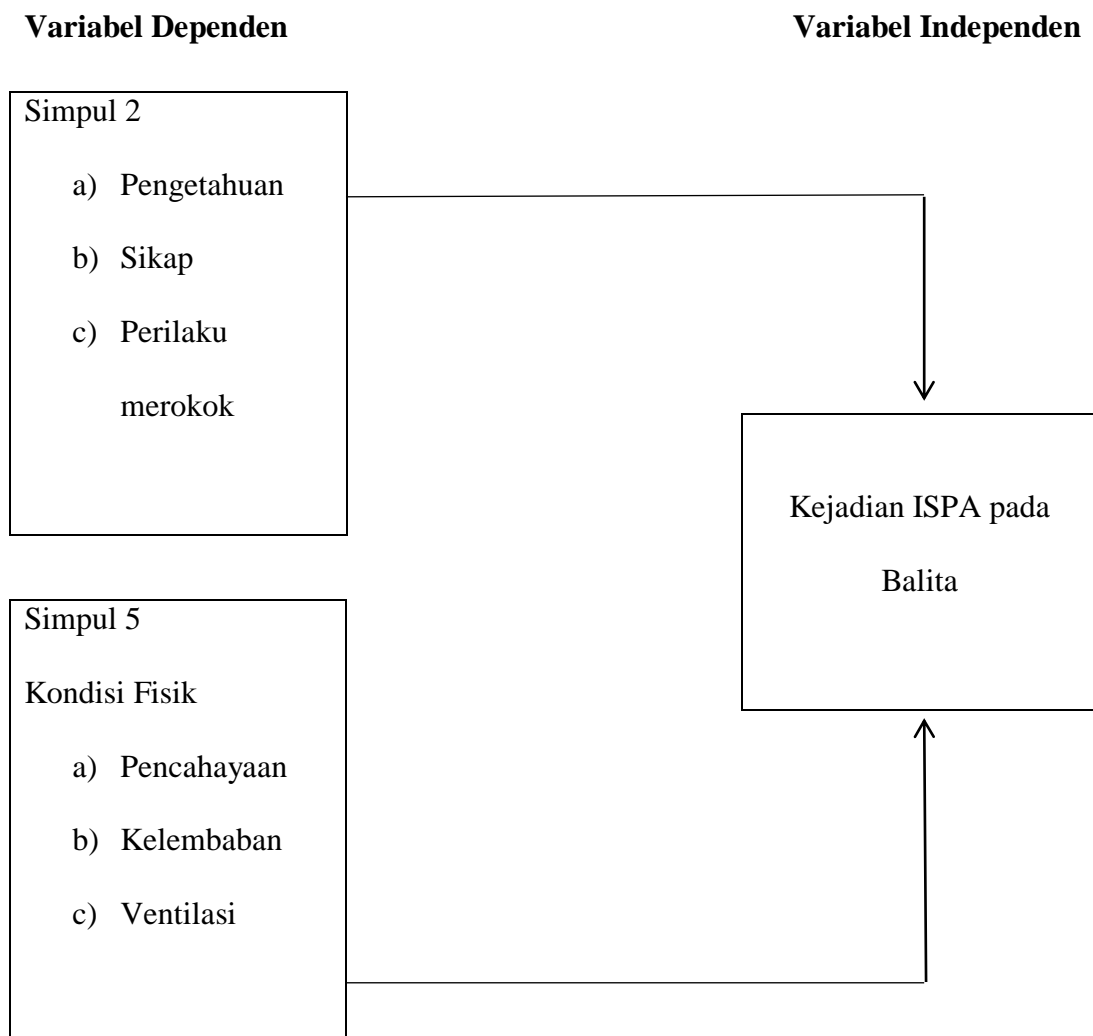 Variabel Dependen
Variabel Independen
Simpul 2
a) Pengetahuan
b) Sikap
c) Perilaku
merokok
Kejadian ISPA pada
Balita
Simpul 5
Kondisi Fisik
a) Pencahayaan
b) Kelembaban
c) Ventilasi